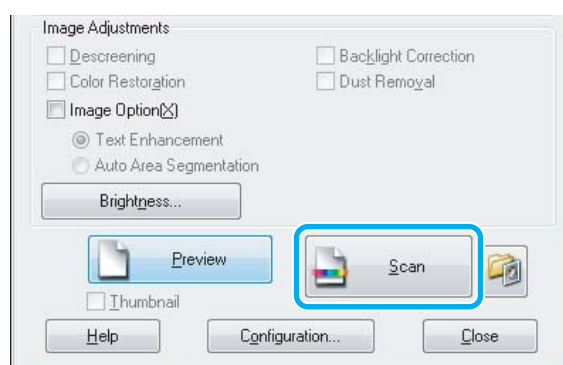 Image Adjustments
Descreening Backlight Correction
Color Restoration Dust Removal
Image Option(X)
Text Enhancement
Auto Area Segmentation
Brightness...
Preview Scan
Thumbnail
Help Configuration... Close